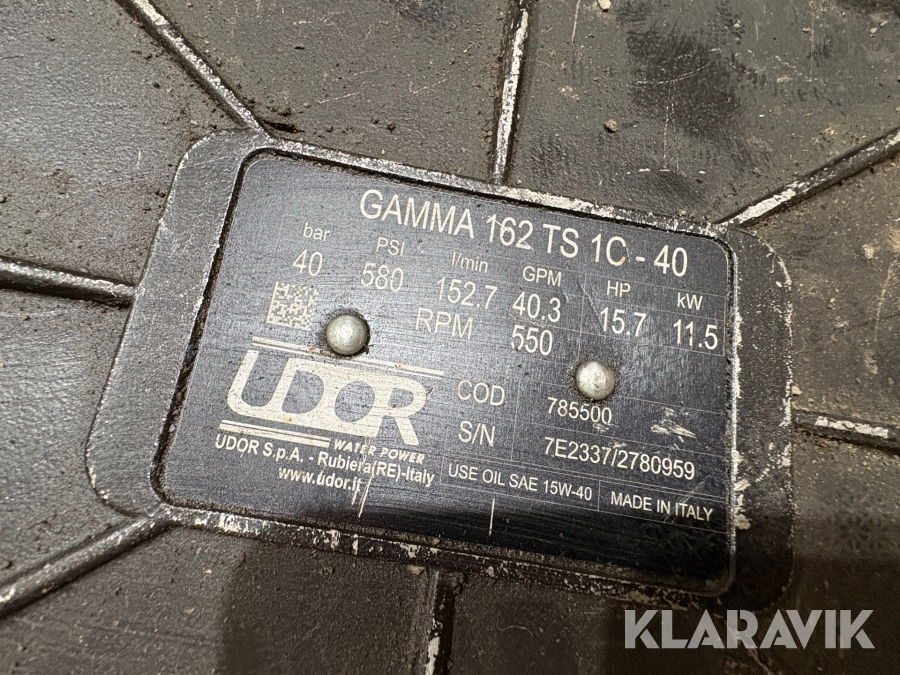 GAMMA 162 TS 1C - 40
bar PSI l/min GPM HP kW
40 580 152.7 40.3 15.7 11.5
RPM 550
UDOR
WATER POWER
COD 785500
S/N 7E2337/2780959
UDOR S.p.A. - Rubiera(RE)-Italy
www.udor.it
USE OIL SAE 15W-40
MADE IN ITALY
KLARAVIK